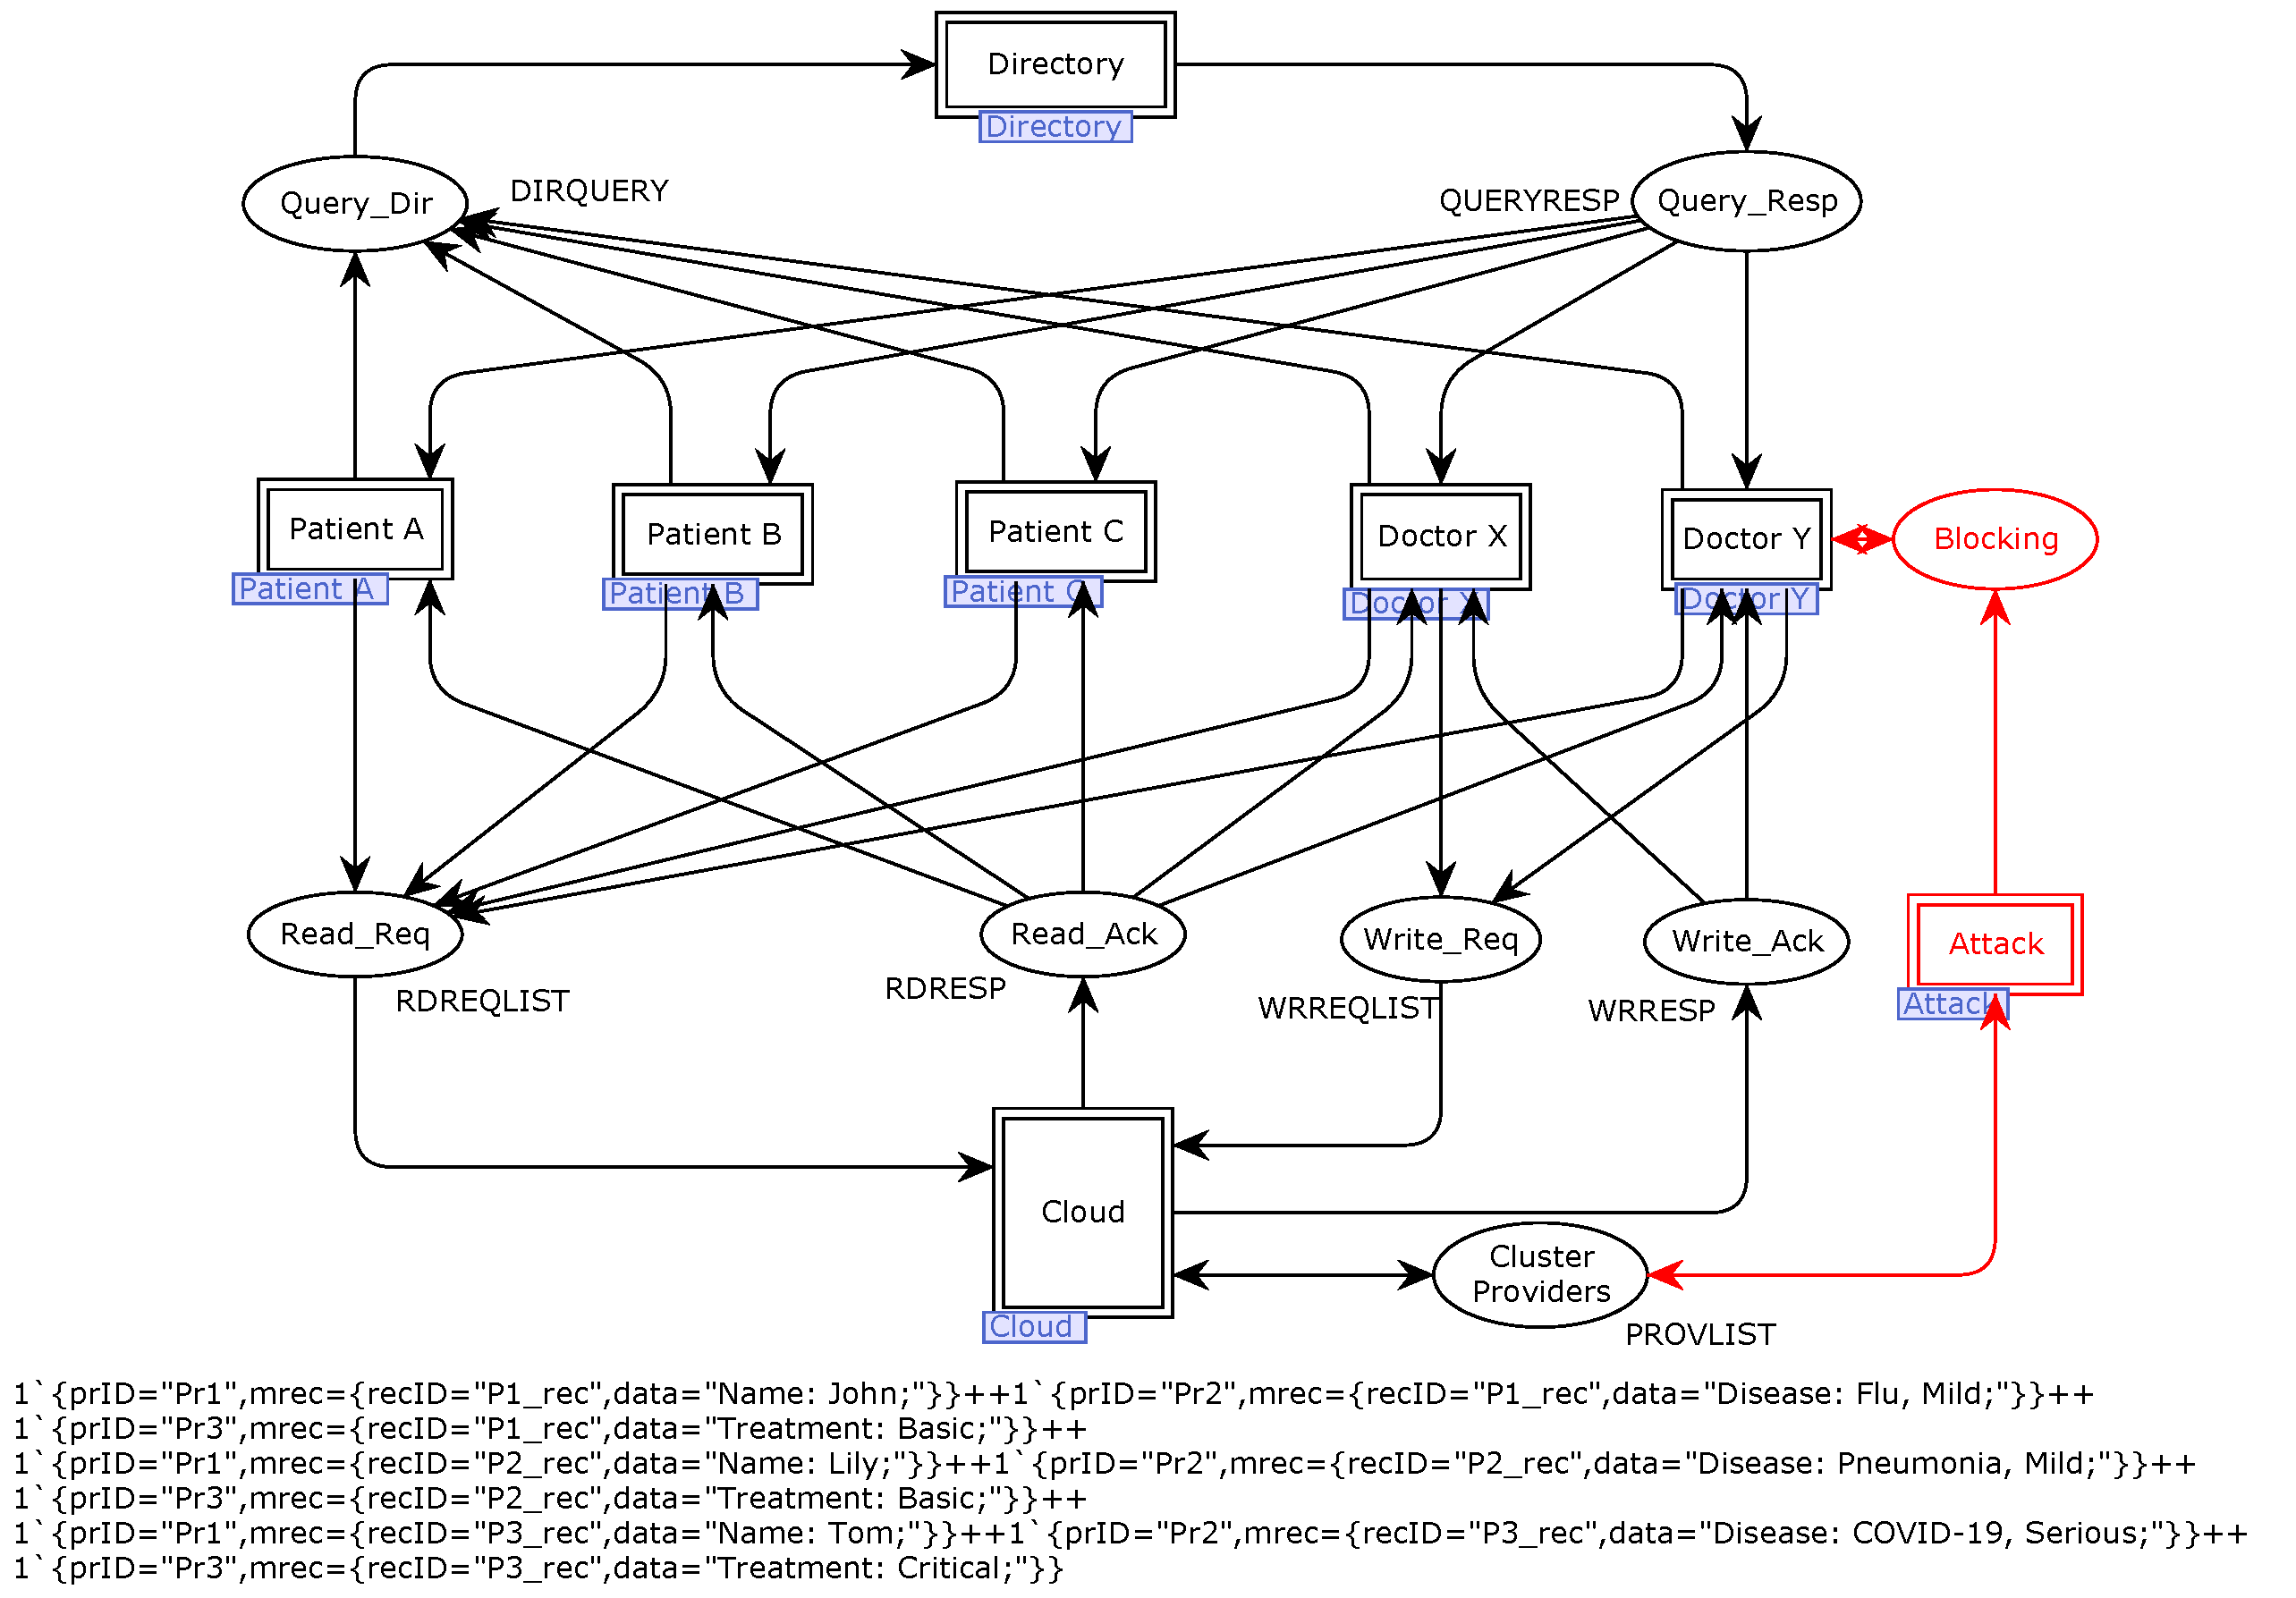 Directory
Directory
Query_Dir
DIRQUERY
QUERYRESP
Query_Resp
Patient A
Patient A
Patient B
Patient B
Patient C
Patient C
Doctor X
Doctor X
Doctor Y
Doctor Y
Blocking
Read_Req
RDREQLIST
Read_Ack
RDRESP
Write_Req
WRREQLIST
Write_Ack
WRRESP
Attack
Attack
Cloud
Cloud
Cluster
Providers
PROVLIST
1`{prID="Pr1",mrec={recID="P1_rec",data="Name: John;"}}++1`{prID="Pr2",mrec={recID="P1_rec",data="Disease: Flu, Mild;"}}++
1`{prID="Pr3",mrec={recID="P1_rec",data="Treatment: Basic;"}}++
1`{prID="Pr1",mrec={recID="P2_rec",data="Name: Lily;"}}++1`{prID="Pr2",mrec={recID="P2_rec",data="Disease: Pneumonia, Mild;"}}++
1`{prID="Pr3",mrec={recID="P2_rec",data="Treatment: Basic;"}}++
1`{prID="Pr1",mrec={recID="P3_rec",data="Name: Tom;"}}++1`{prID="Pr2",mrec={recID="P3_rec",data="Disease: COVID-19, Serious;"}}++
1`{prID="Pr3",mrec={recID="P3_rec",data="Treatment: Critical;"}}